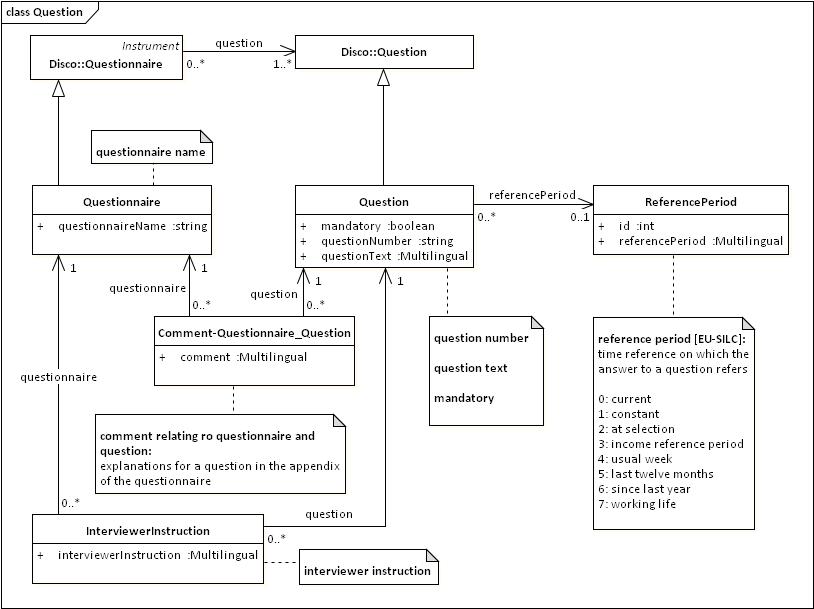 class Question
Instrument
Disco::Questionnaire
question
0..*
1..*
Disco::Question
questionnaire name
Questionnaire
+ questionnaireName :string
Question
+ mandatory :boolean
+ questionNumber :string
+ questionText :Multilingual
referencePeriod
0..*
0..1
ReferencePeriod
+ id :int
+ referencePeriod :Multilingual
1
1
questionnaire
0..*
question
1
0..*
1
Comment-Questionnaire_Question
+ comment :Multilingual
question number
question text
mandatory
reference period [EU-SILC]:
time reference on which the
answer to a question refers
0: current
1: constant
2: at selection
3: income reference period
4: usual week
5: last twelve months
6: since last year
7: working life
questionnaire
comment relating ro questionnaire and
question:
explanations for a question in the appendix
of the questionnaire
0..*
question
0..*
InterviewerInstruction
+ interviewerInstruction :Multilingual
interviewer instruction